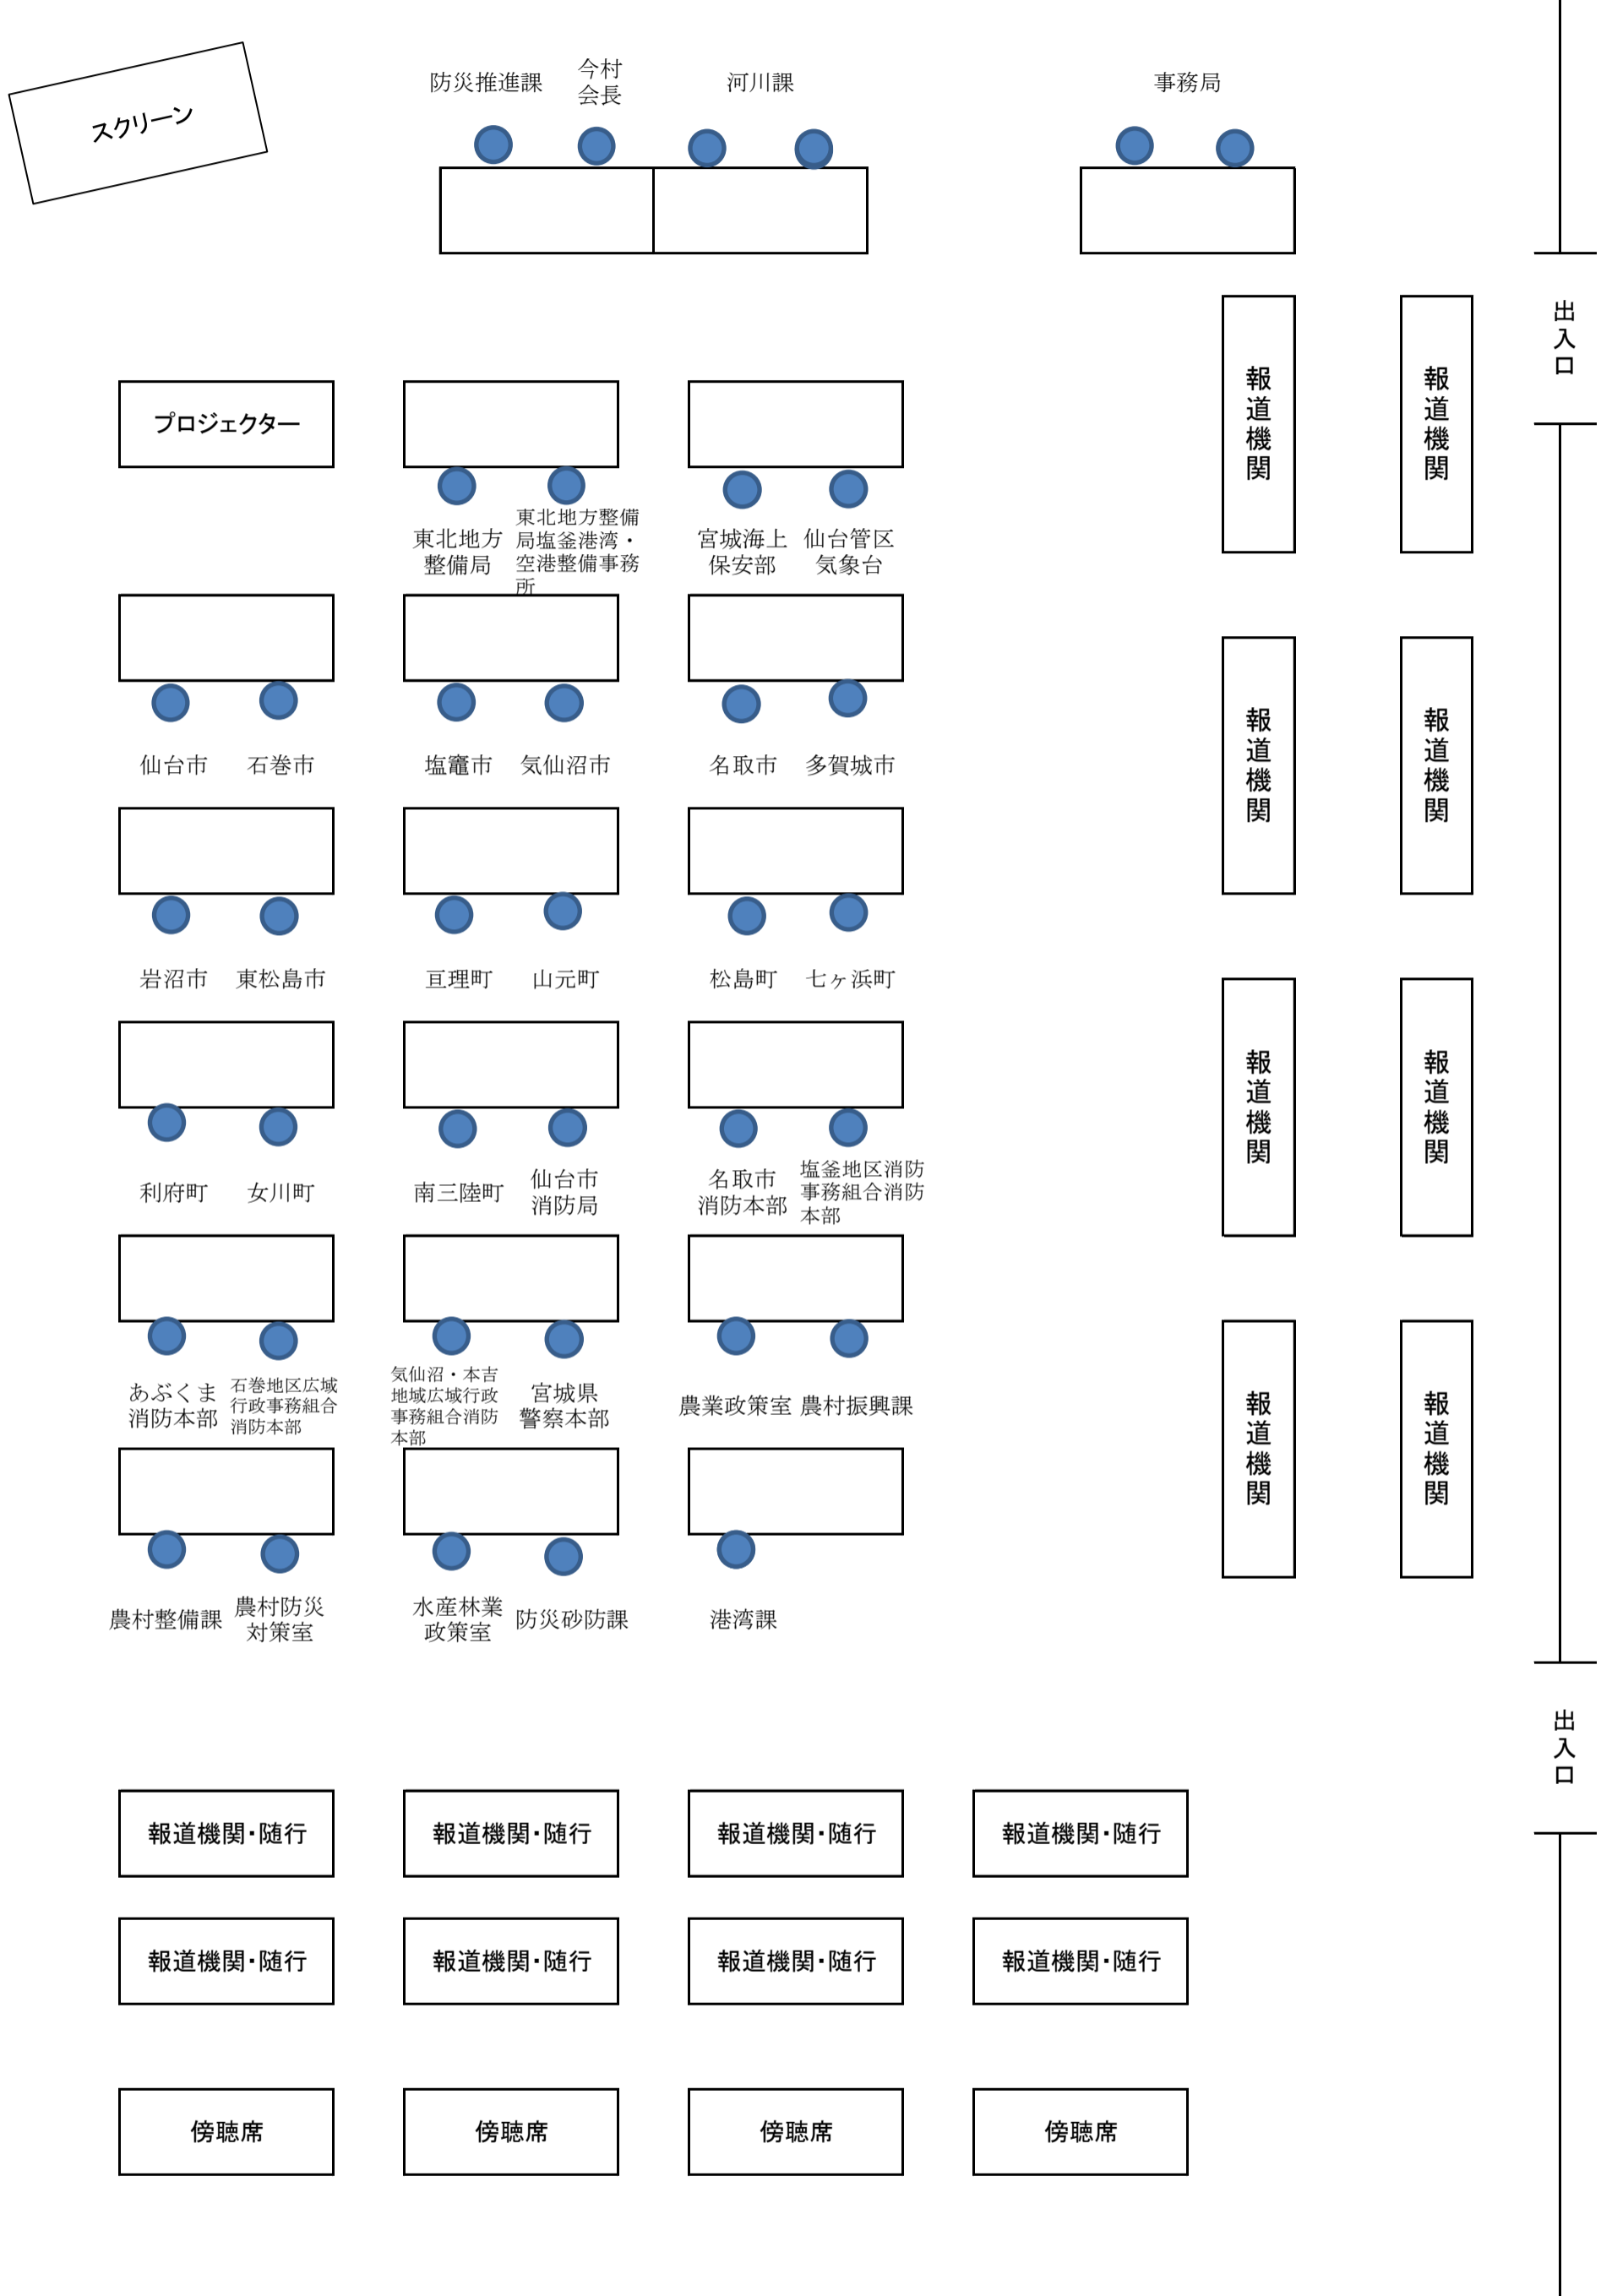 スクリーン
防災推進課
今村
会長
河川課
事務局
出入口
報道機関
報道機関
プロジェクター
東北地方
整備局
東北地方整備
局塩釜港湾・
空港整備事務
所
宮城海上
保安部
仙台管区
気象台
報道機関
報道機関
仙台市
石巻市
塩竈市
気仙沼市
名取市
多賀城市
岩沼市
東松島市
亘理町
山元町
松島町
七ヶ浜町
報道機関
報道機関
利府町
女川町
南三陸町
仙台市
消防局
名取市
消防本部
塩釜地区消防
事務組合消防
本部
報道機関
報道機関
あぶくま
消防本部
石巻地区広域
行政事務組合
消防本部
気仙沼・本吉
地域広域行政
事務組合消防
本部
宮城県
警察本部
農業政策室
農村振興課
農村整備課
農村防災
対策室
水産林業
政策室
防災砂防課
港湾課
出入口
報道機関・随行
報道機関・随行
報道機関・随行
報道機関・随行
報道機関・随行
報道機関・随行
報道機関・随行
報道機関・随行
傍聴席
傍聴席
傍聴席
傍聴席